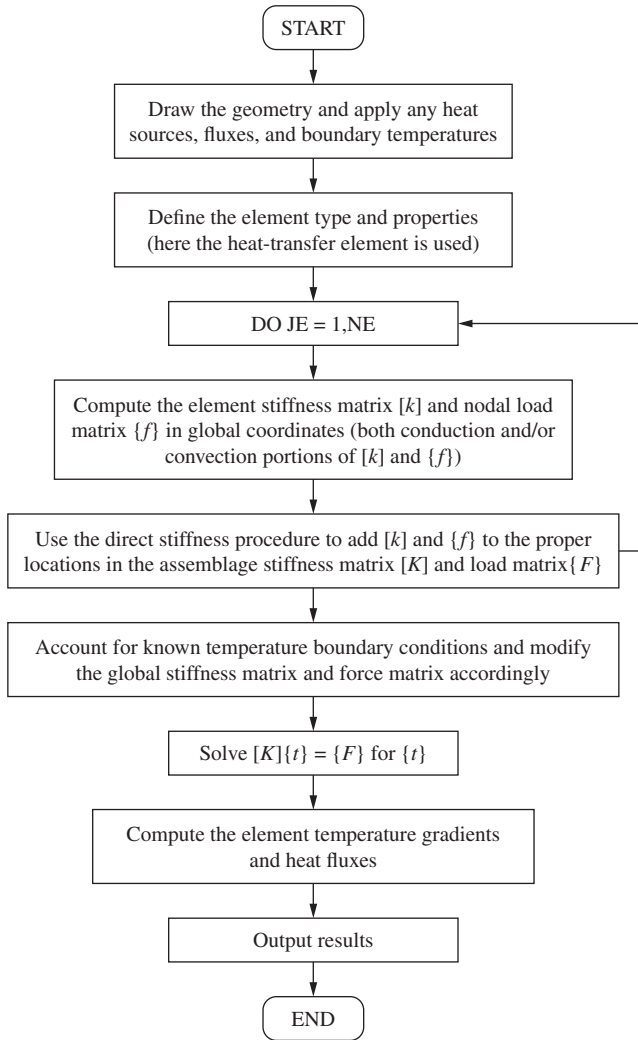 START
Draw the geometry and apply any heat
sources, fluxes, and boundary temperatures
Define the element type and properties
(here the heat-transfer element is used)
DO JE = 1,NE
Compute the element stiffness matrix [k] and nodal load
matrix {f} in global coordinates (both conduction and/or
convection portions of [k] and {f})
Use the direct stiffness procedure to add [k] and {f} to the proper
locations in the assemblage stiffness matrix [K] and load matrix{F}
Account for known temperature boundary conditions and modify
the global stiffness matrix and force matrix accordingly
Solve [K]{t} = {F} for {t}
Compute the element temperature gradients
and heat fluxes
Output results
END